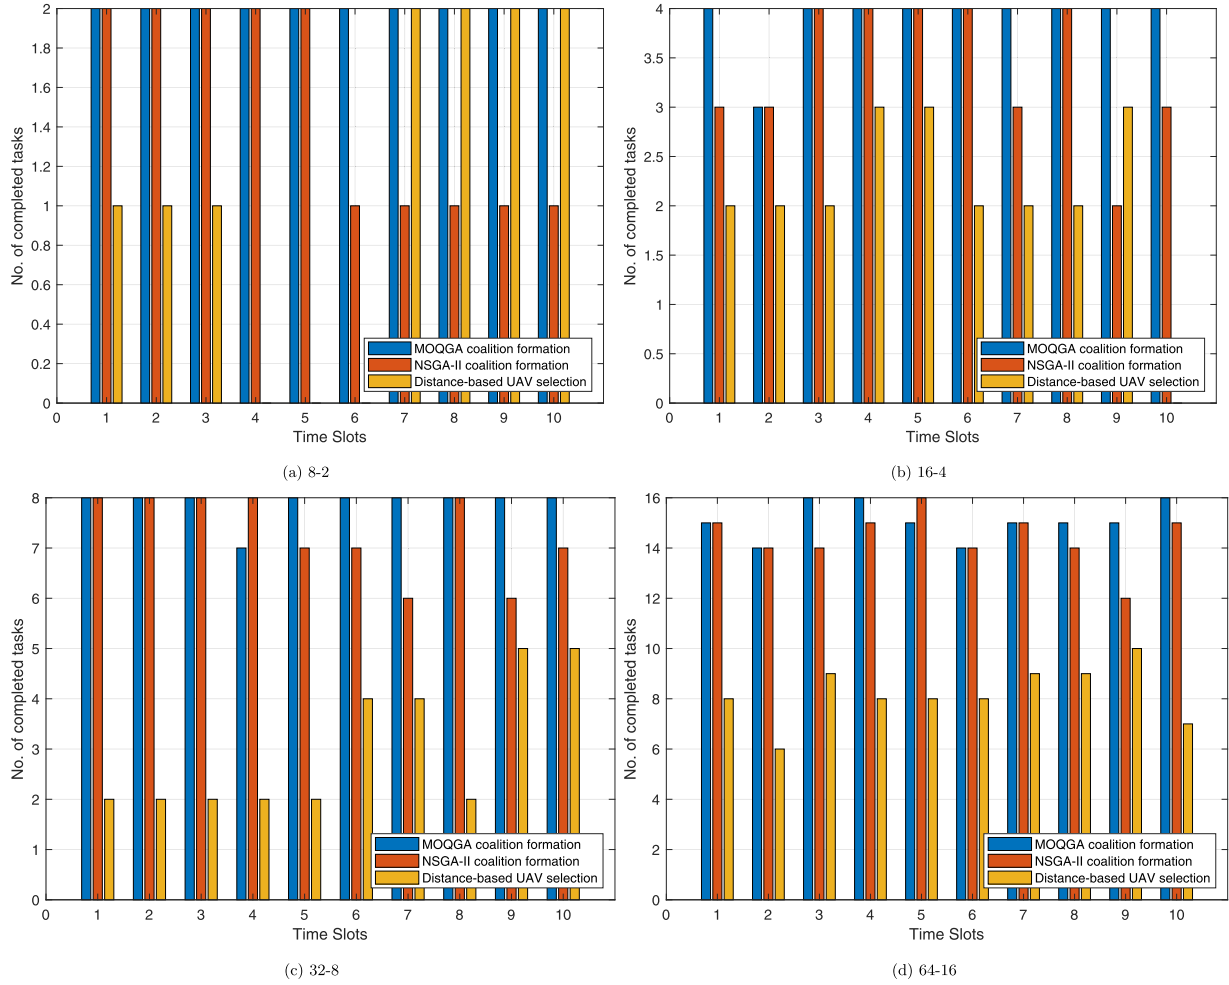 2
1.8
1.6
1.4
1.2
1
0.8
0.6
0.4
0.2
0
No. of completed tasks
MOQGA coalition formation
NSGA-II coalition formation
Distance-based UAV selection
0 1 2 3 4 5 6 7 8 9 10
Time Slots
(a) 8-2
4
3.5
3
2.5
2
1.5
1
0.5
0
No. of completed tasks
MOQGA coalition formation
NSGA-II coalition formation
Distance-based UAV selection
0 1 2 3 4 5 6 7 8 9 10
Time Slots
(b) 16-4
8
7
6
5
4
3
2
1
0
No. of completed tasks
MOQGA coalition formation
NSGA-II coalition formation
Distance-based UAV selection
0 1 2 3 4 5 6 7 8 9 10
Time Slots
(c) 32-8
16
14
12
10
8
6
4
2
0
No. of completed tasks
MOQGA coalition formation
NSGA-II coalition formation
Distance-based UAV selection
0 1 2 3 4 5 6 7 8 9 10
Time Slots
(d) 64-16